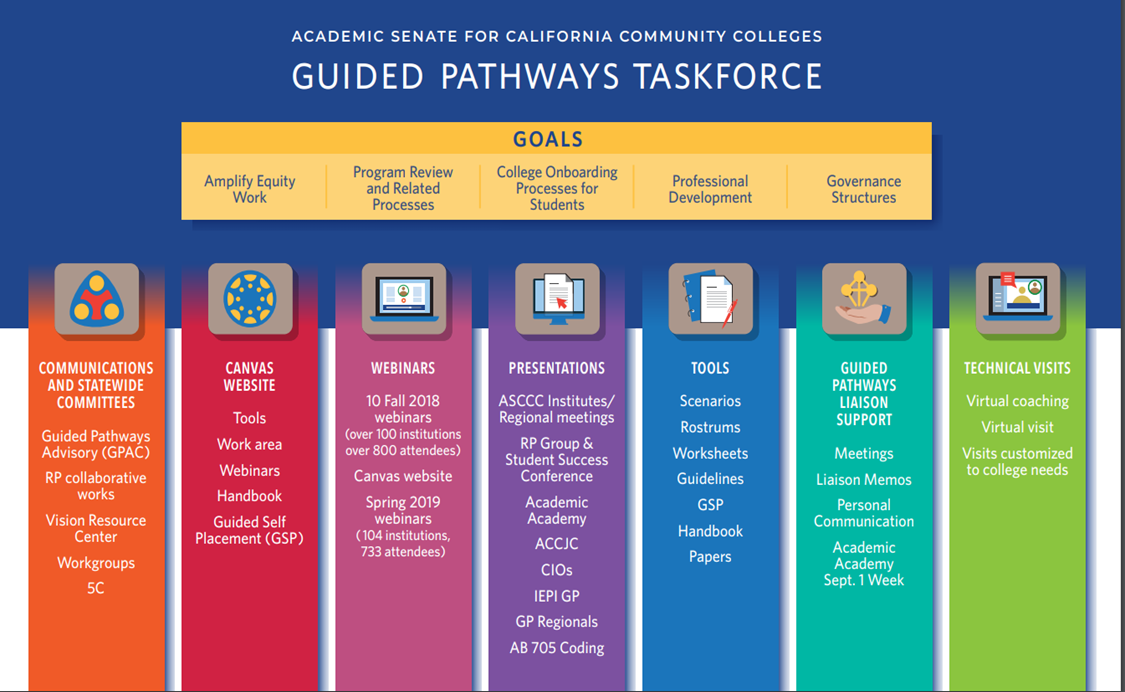 ACADEMIC SENATE FOR CALIFORNIA COMMUNITY COLLEGES
GUIDED PATHWAYS TASKFORCE
GOALS
Amplify Equity
Work
Program Review
and Related
Processes
College Onboarding
Processes for
Students
Professional
Development
Governance
Structures
COMMUNICATIONS
AND STATEWIDE
COMMITTEES
Guided Pathways
Advisory (GPAC)
RP collaborative
works
Vision Resource
Center
Workgroups
5C
CANVAS
WEBSITE
Tools
Work area
Webinars
Handbook
Guided Self
Placement (GSP)
WEBINARS
10 Fall 2018
webinars
(over 100 institutions
over 800 attendees)
Canvas website
Spring 2019
webinars
(104 institutions,
733 attendees)
PRESENTATIONS
ASCCC Institutes/
Regional meetings
RP Group &
Student Success
Conference
Academic
Academy
ACCJC
CIOs
IEPI GP
GP Regionals
AB 705 Coding
TOOLS
Scenarios
Rostrums
Worksheets
Guidelines
GSP
Handbook
Papers
GUIDED
PATHWAYS
LIAISON
SUPPORT
Meetings
Liaison Memos
Personal
Communication
Academic
Academy
Sept. 1 Week
TECHNICAL VISITS
Virtual coaching
Virtual visit
Visits customized
to college needs